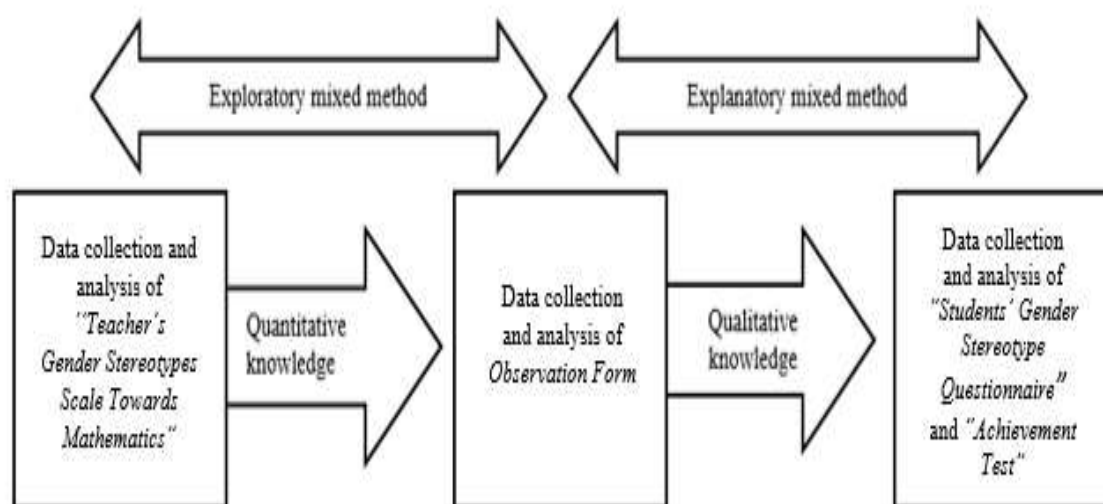 Exploratory mixed method
Explanatory mixed method
Data collection and
analysis of
"Teacher´s
Gender Stereotypes
Scale Towards
Mathematics"
Quantitative
knowledge
Data collection
and analysis of
Observation Form
Qualitative
knowledge
Data collection
and analysis of
"Students´ Gender
Stereotype
Questionnaire"
and "Achievement
Test"